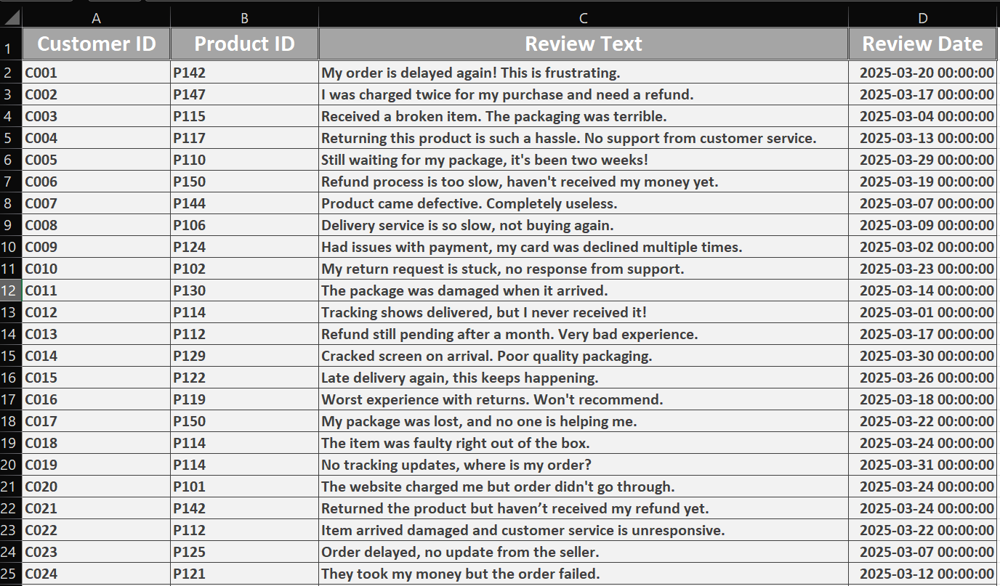 A B C D
1 Customer ID Product ID Review Text Review Date
2 C001 P142 My order is delayed again! This is frustrating. 2025-03-20 00:00:00
3 C002 P147 I was charged twice for my purchase and need a refund. 2025-03-17 00:00:00
4 C003 P115 Received a broken item. The packaging was terrible. 2025-03-04 00:00:00
5 C004 P117 Returning this product is such a hassle. No support from customer service. 2025-03-13 00:00:00
6 C005 P110 Still waiting for my package, it's been two weeks! 2025-03-29 00:00:00
7 C006 P150 Refund process is too slow, haven't received my money yet. 2025-03-19 00:00:00
8 C007 P144 Product came defective. Completely useless. 2025-03-07 00:00:00
9 C008 P106 Delivery service is so slow, not buying again. 2025-03-09 00:00:00
10 C009 P124 Had issues with payment, my card was declined multiple times. 2025-03-02 00:00:00
11 C010 P102 My return request is stuck, no response from support. 2025-03-23 00:00:00
12 C011 P130 The package was damaged when it arrived. 2025-03-14 00:00:00
13 C012 P114 Tracking shows delivered, but I never received it! 2025-03-01 00:00:00
14 C013 P112 Refund still pending after a month. Very bad experience. 2025-03-17 00:00:00
15 C014 P129 Cracked screen on arrival. Poor quality packaging. 2025-03-30 00:00:00
16 C015 P122 Late delivery again, this keeps happening. 2025-03-26 00:00:00
17 C016 P119 Worst experience with returns. Won't recommend. 2025-03-18 00:00:00
18 C017 P150 My package was lost, and no one is helping me. 2025-03-22 00:00:00
19 C018 P114 The item was faulty right out of the box. 2025-03-24 00:00:00
20 C019 P114 No tracking updates, where is my order? 2025-03-31 00:00:00
21 C020 P101 The website charged me but order didn't go through. 2025-03-24 00:00:00
22 C021 P142 Returned the product but haven’t received my refund yet. 2025-03-24 00:00:00
23 C022 P112 Item arrived damaged and customer service is unresponsive. 2025-03-22 00:00:00
24 C023 P125 Order delayed, no update from the seller. 2025-03-07 00:00:00
25 C024 P121 They took my money but the order failed. 2025-03-12 00:00:00